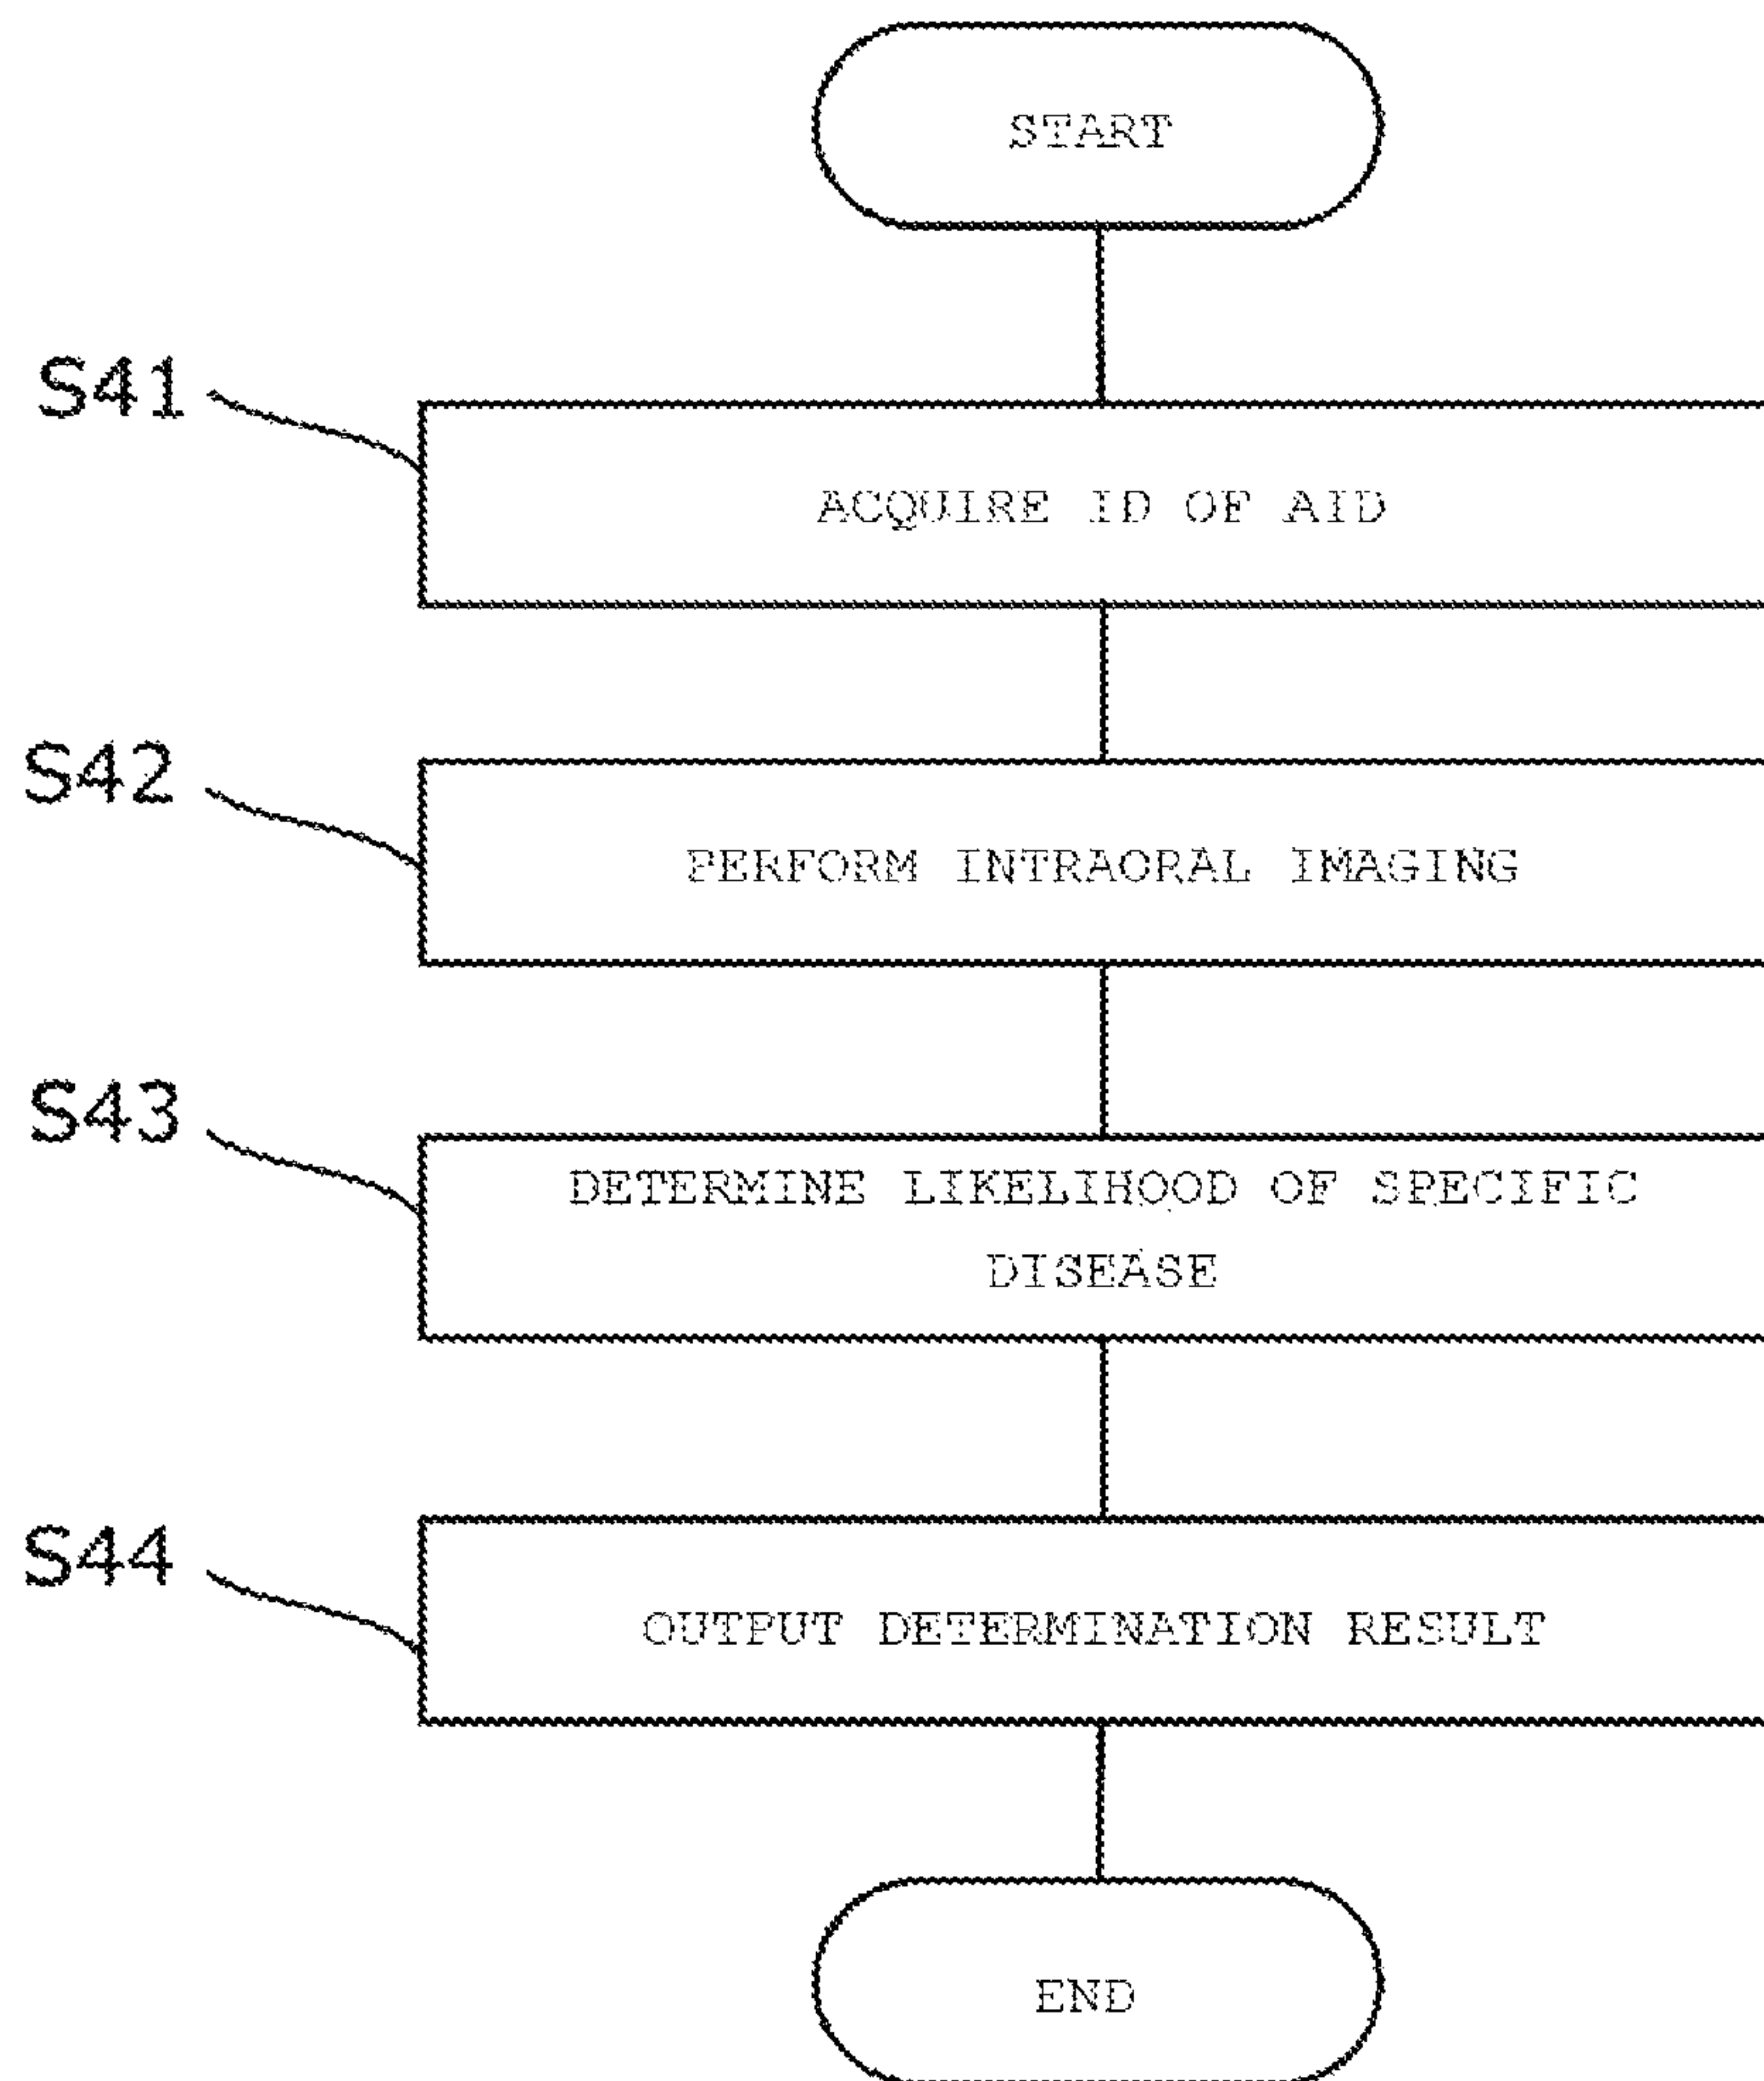 START
S41
ACQUIRE ID OF AID
S42
PERFORM INTRAORAL IMAGING
S43
DETERMINE LIKELIHOOD OF SPECIFIC
DISEASE
S44
OUTPUT DETERMINATION RESULT
END